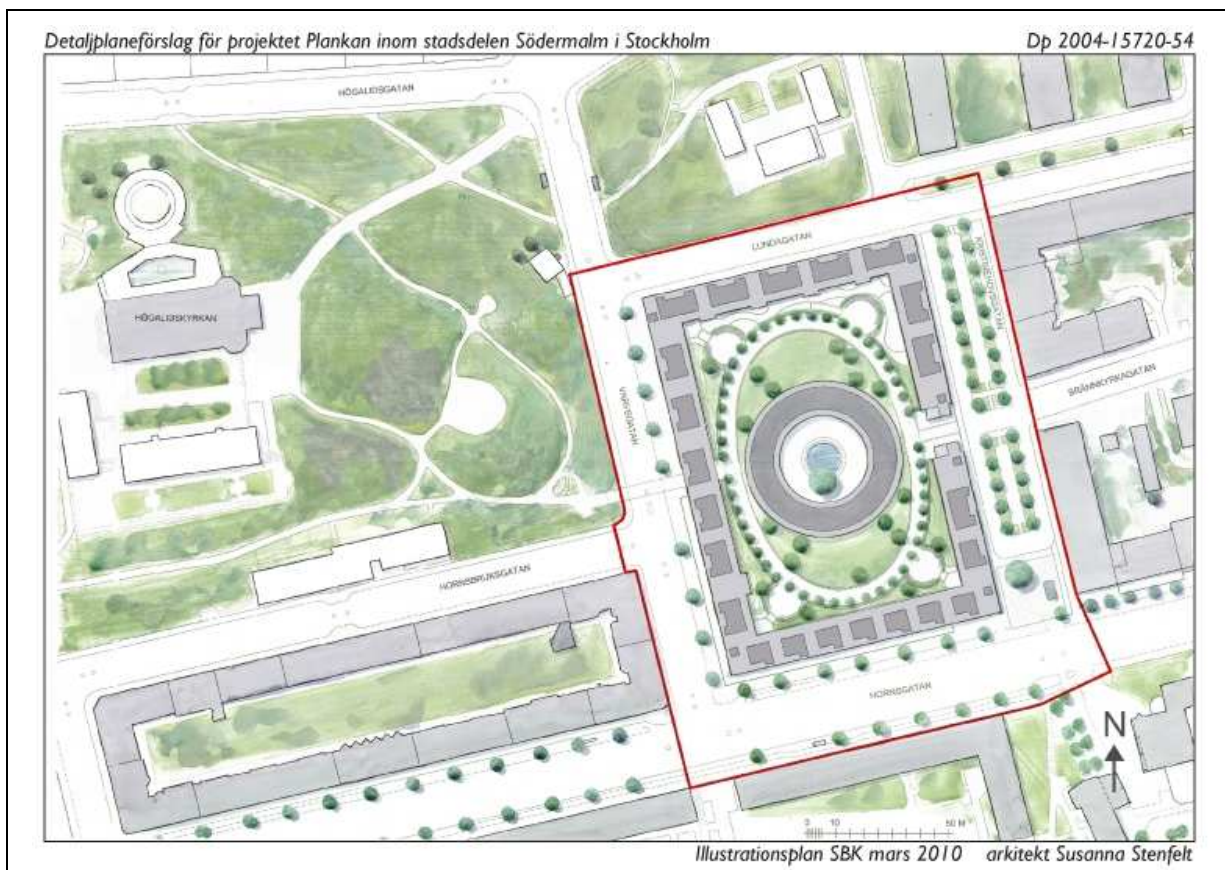 Detaljplaneförslag för projektet Plankan inom stadsdelen Södermalm i Stockholm
Dp 2004-15720-54
HÖGALIDSGATAN
LUNDAGATAN
KRISTINEHOVSGATAN
HÖGALIDSKYRKAN
BRÄNNKYRKAGATAN
VARVSGATAN
HORNSBRUKSGATAN
HORNSGATAN
N
0 10 50 M
Illustrationsplan SBK mars 2010 arkitekt Susanna Stenfelt